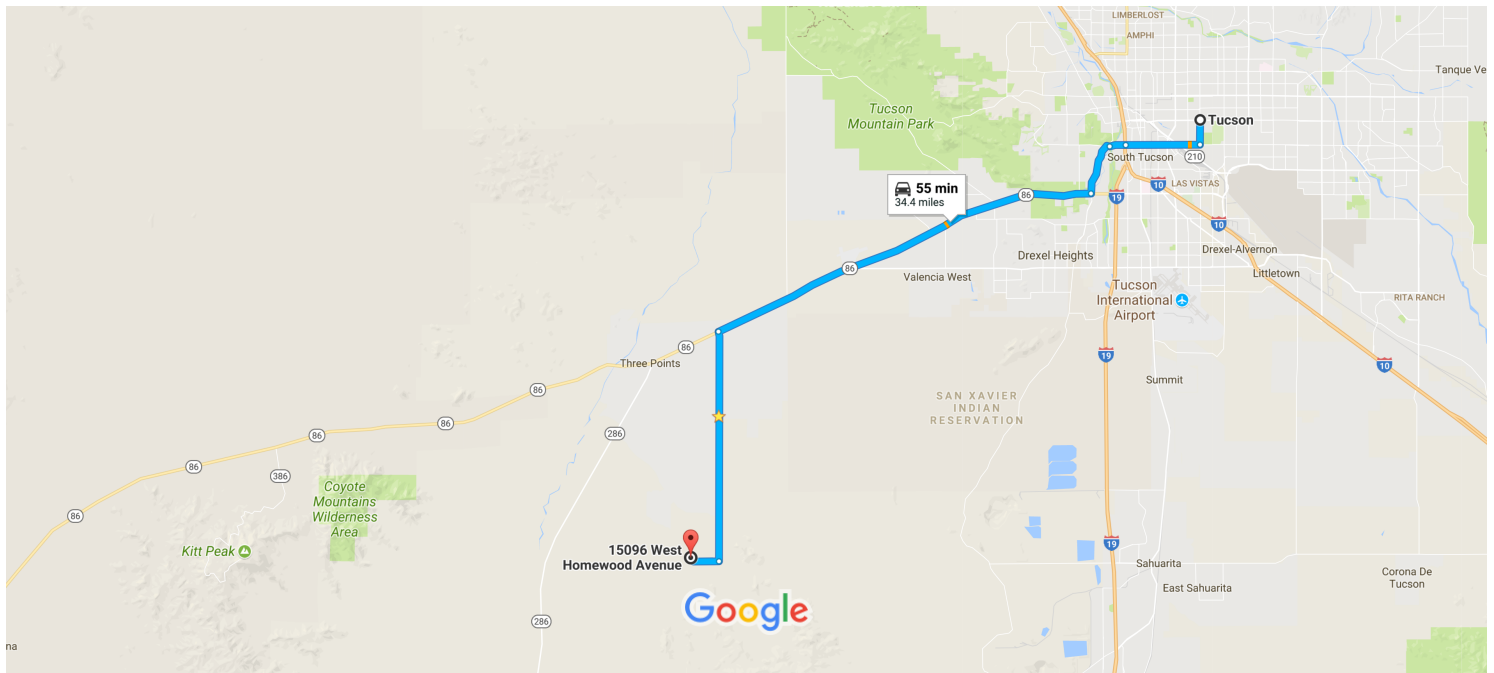 LIMBERLOST
AMPHI
Tanque Ve
Tucson
Mountain Park
Tucson
South Tucson
210
LAS VISTAS
10
55 min
34.4 miles
86
19
10
Drexel-Alvernon
Drexel Heights
86
Valencia West
Littletown
Tucson
International
Airport
RITA RANCH
86
Three Points
19
10
Summit
86
SAN XAVIER
INDIAN
RESERVATION
86
86
286
86
386
Coyote
Mountains
Wilderness
Area
86
Kitt Peak
15096 West
Homewood Avenue
19
Sahuarita
Corona De
Tucson
East Sahuarita
Google
286
na